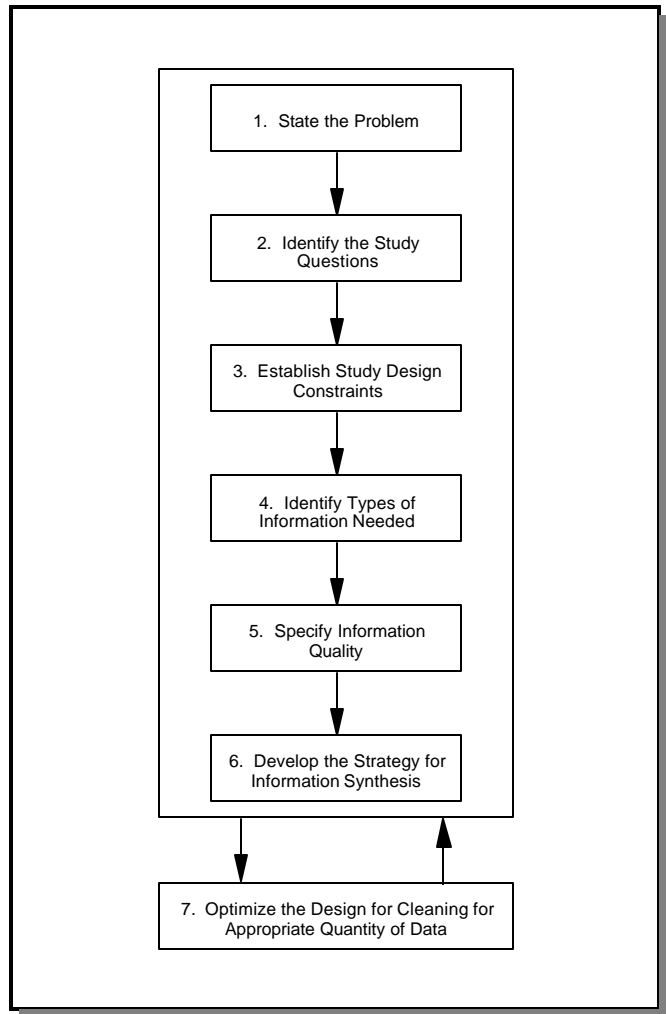 1. State the Problem
2. Identify the Study
Questions
3. Establish Study Design
Constraints
4. Identify Types of
Information Needed
5. Specify Information
Quality
6. Develop the Strategy for
Information Synthesis
7. Optimize the Design for Cleaning for
Appropriate Quantity of Data